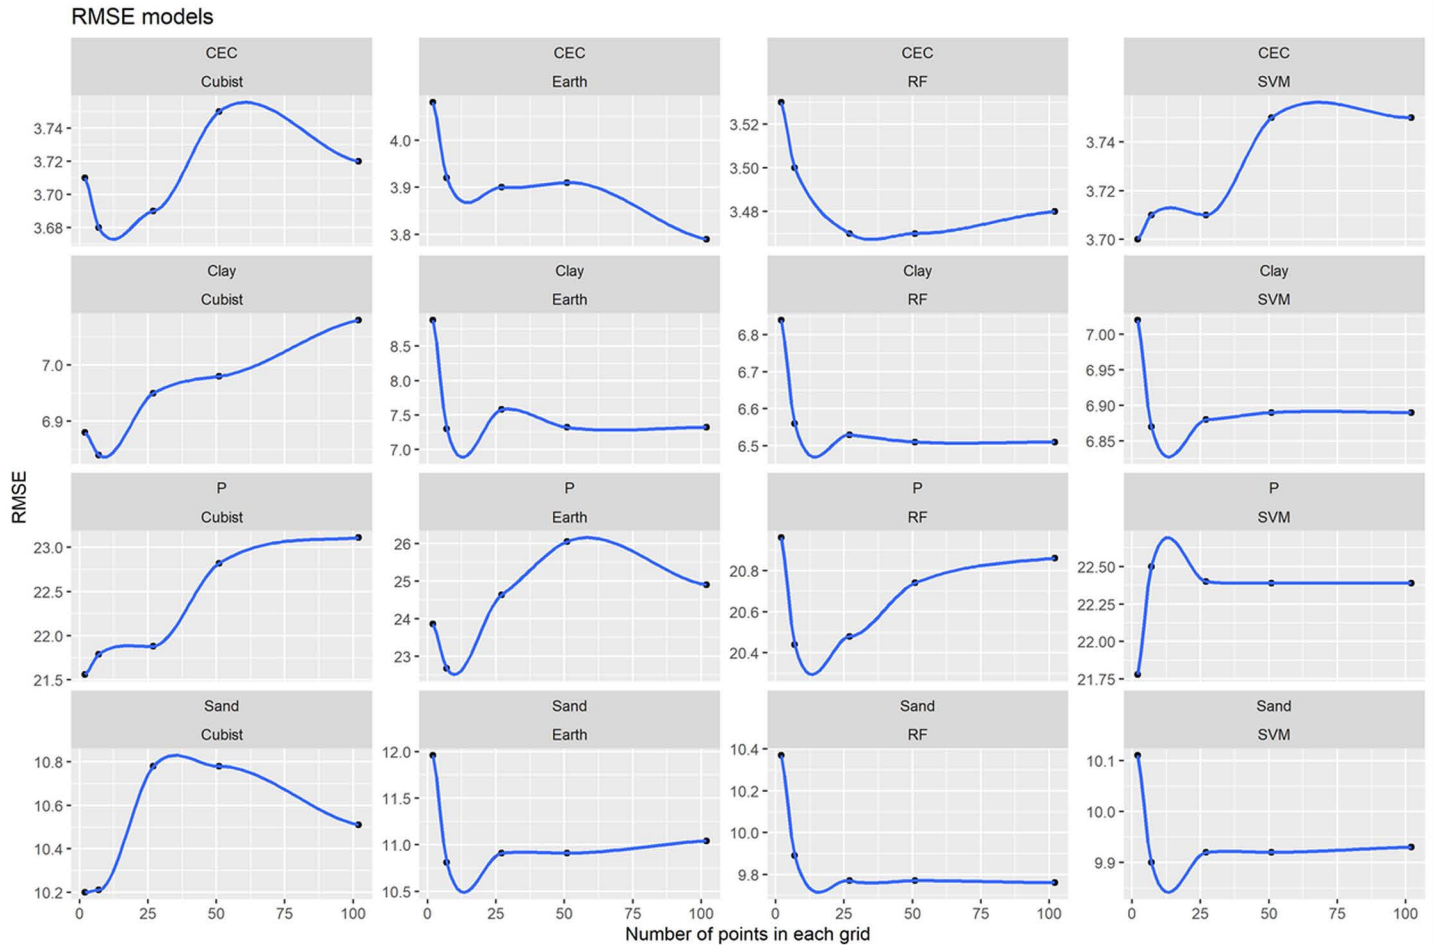 RMSE models
CEC CEC CEC CEC
Cubist Earth RF SVM
3.74 3.72 3.70 3.68
4.0 3.9 3.8
3.52 3.50 3.48
3.74 3.72 3.70
Clay Clay Clay Clay
Cubist Earth RF SVM
7.0 6.9
8.5 8.0 7.5 7.0
6.8 6.7 6.6 6.5
7.00 6.95 6.90 6.85
RMSE
P P P P
Cubist Earth RF SVM
23.0 22.5 22.0 21.5
26 25 24 23
20.8 20.6 20.4
22.50 22.25 22.00 21.75
Sand Sand Sand Sand
Cubist Earth RF SVM
10.8 10.6 10.4 10.2
12.0 11.5 11.0 10.5
10.4 10.2 10.0 9.8
10.1 10.0 9.9
0 25 50 75 100 0 25 50 75 100 0 25 50 75 100 0 25 50 75 100
Number of points in each grid